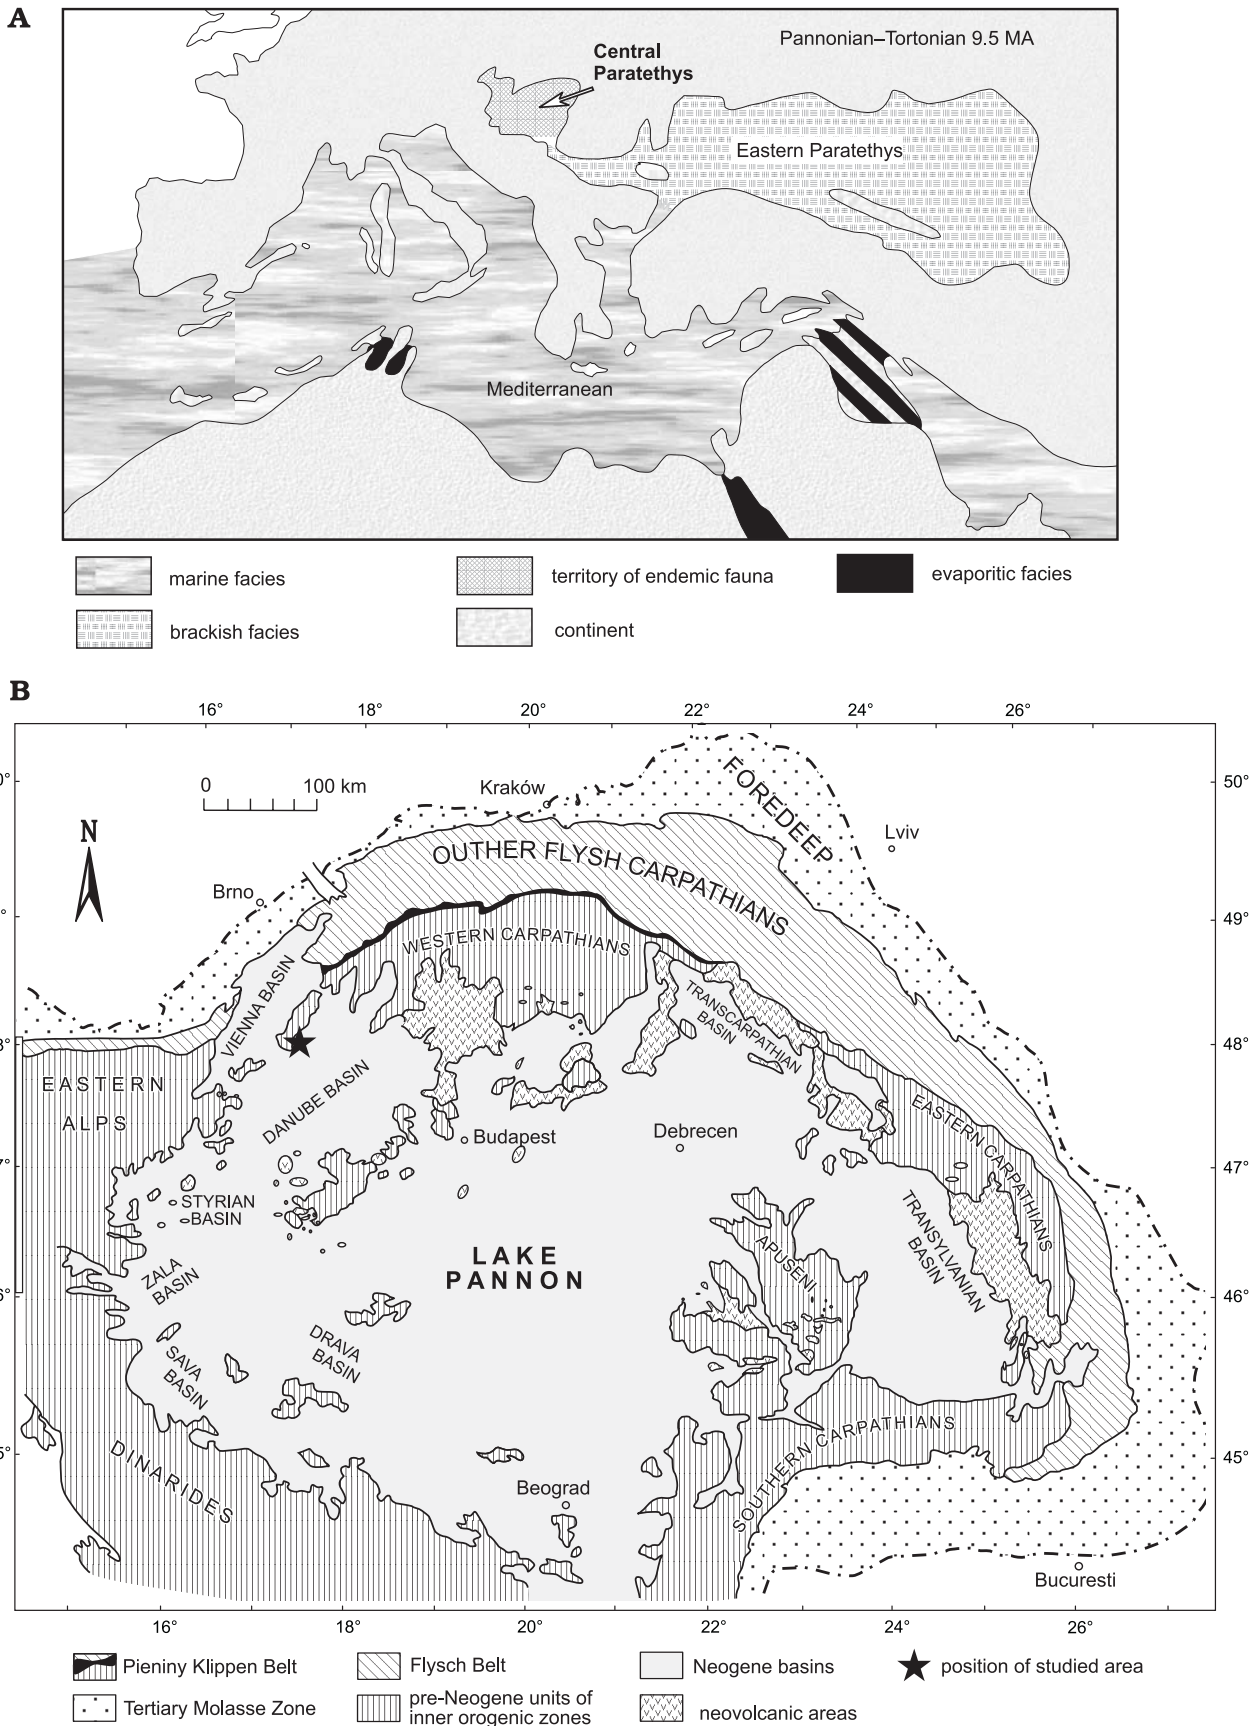 A
Pannonian–Tortonian 9.5 MA
Central
Paratethys
Eastern Paratethys
Mediterranean
marine facies
territory of endemic fauna
evaporitic facies
brackish facies
continent
B
16°
18°
20°
22°
24°
26°
0°
0
100 km
Kraków
50°
FOREDEEP
N
Lviv
OUTHER FLYSH CARPATHIANS
Brno
°
49°
WESTERN CARPATHIANS
VIENNA BASIN
TRANSCARPATHIAN
BASIN
8°
48°
EASTERN
ALPS
DANUBE BASIN
EASTERN CARPATHIANS
Budapest
Debrecen
7°
47°
STYRIAN
BASIN
TRANSYLVANIAN
BASIN
LAKE
PANNON
APUSENI
ZALA
BASIN
6°
46°
DRAVA
BASIN
SAVA
BASIN
SOUTHERN CARPATHIANS
5°
45°
DINARIDES
Beograd
Bucuresti
16°
18°
20°
22°
24°
26°
Pieniny Klippen Belt
Flysch Belt
Neogene basins
position of studied area
Tertiary Molasse Zone
pre-Neogene units of
inner orogenic zones
neovolcanic areas